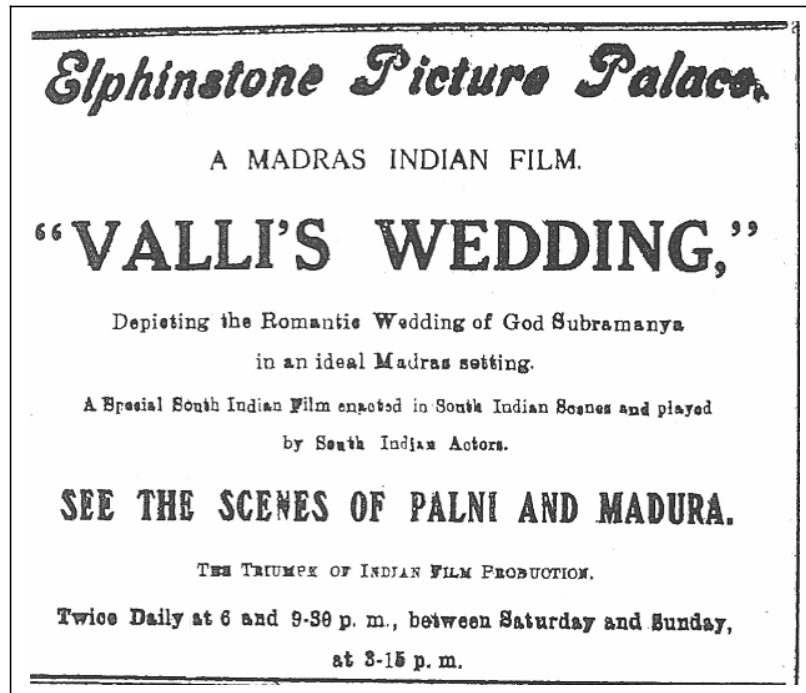 Elphinstone Picture Palace.
A MADRAS INDIAN FILM.
“VALLI’S WEDDING,”
Depicting the Romantic Wedding of God Subramanya
in an ideal Madras setting.
A Special South Indian Film enacted in South Indian Scenes and played
by South Indian Actors.
SEE THE SCENES OF PALNI AND MADURA.
THE TRIUMPH OF INDIAN FILM PRODUCTION.
Twice Daily at 6 and 9-30 p. m., between Saturday and Sunday,
at 3-15 p. m.